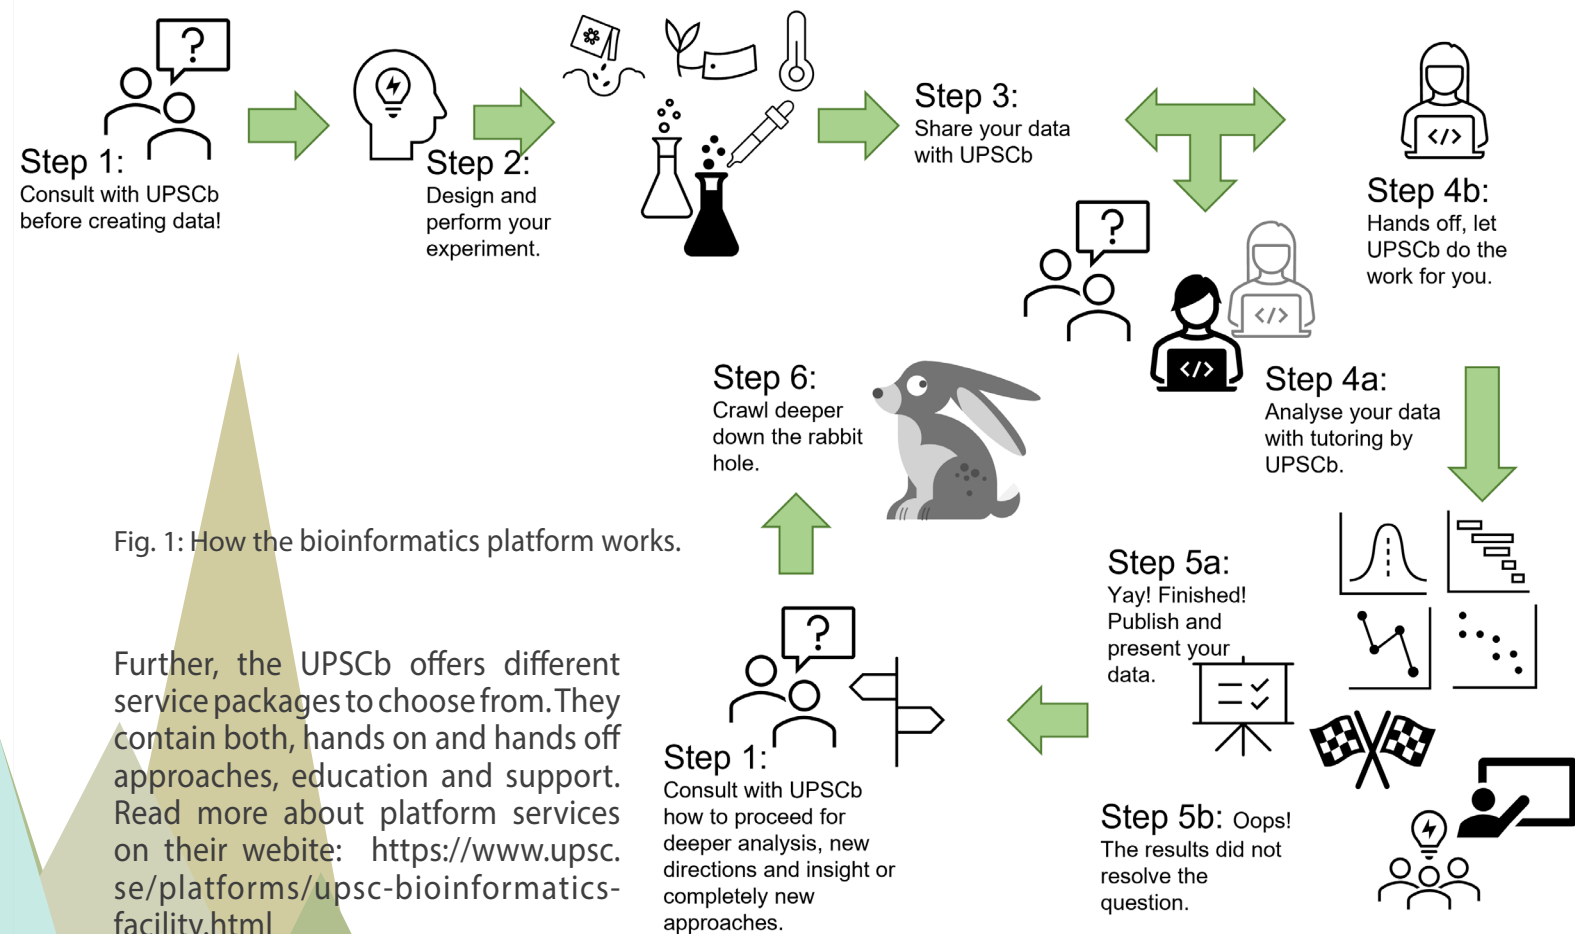 ?
Step 1:
Consult with UPSCb
before creating data!
Step 2:
Design and
perform your
experiment.
Step 3:
Share your data
with UPSCb
</>
Step 4b:
Hands off, let
UPSCb do the
work for you.
?
</>
</>
Step 4a:
Analyse your data
with tutoring by
UPSCb.
Step 6:
Crawl deeper
down the rabbit
hole.
Fig. 1: How the bioinformatics platform works.
Step 5a:
Yay! Finished!
Publish and
present your
data.
Step 5b: Oops!
The results did not
resolve the
question.
?
Step 1:
Consult with UPSCb
how to proceed for
deeper analysis, new
directions and insight or
completely new
approaches.
Further, the UPSCb offers different
service packages to choose from. They
contain both, hands on and hands off
approaches, education and support.
Read more about platform services
on their webite: https://www.upsc.
se/platforms/upsc-bioinformatics-
facility.html